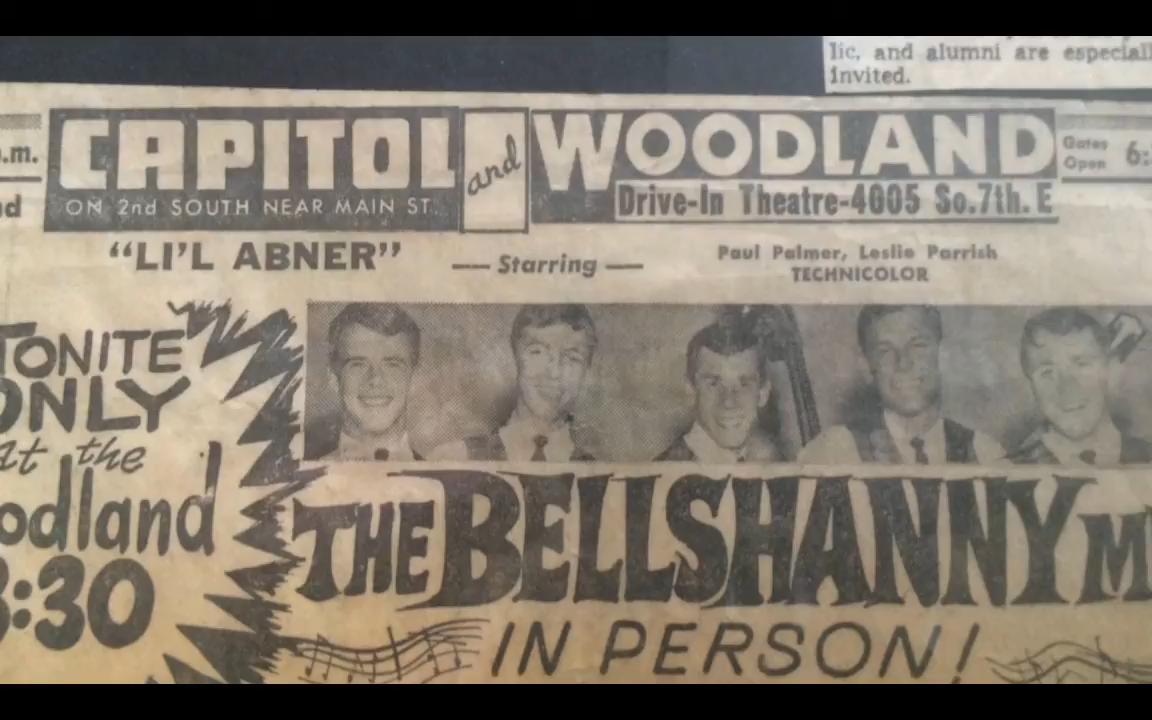 lic, and alumni are especiall
invited.
.m.
CAPITOL and WOODLAND
Gates Open 6:
ON 2nd SOUTH NEAR MAIN ST.
Drive-In Theatre-4005 So.7th. E
"LI'L ABNER" — Starring — Paul Palmer, Leslie Parrish
TECHNICOLOR
TONITE
ONLY
At the
odland
:30
THE BELLSHANNY M
IN PERSON!